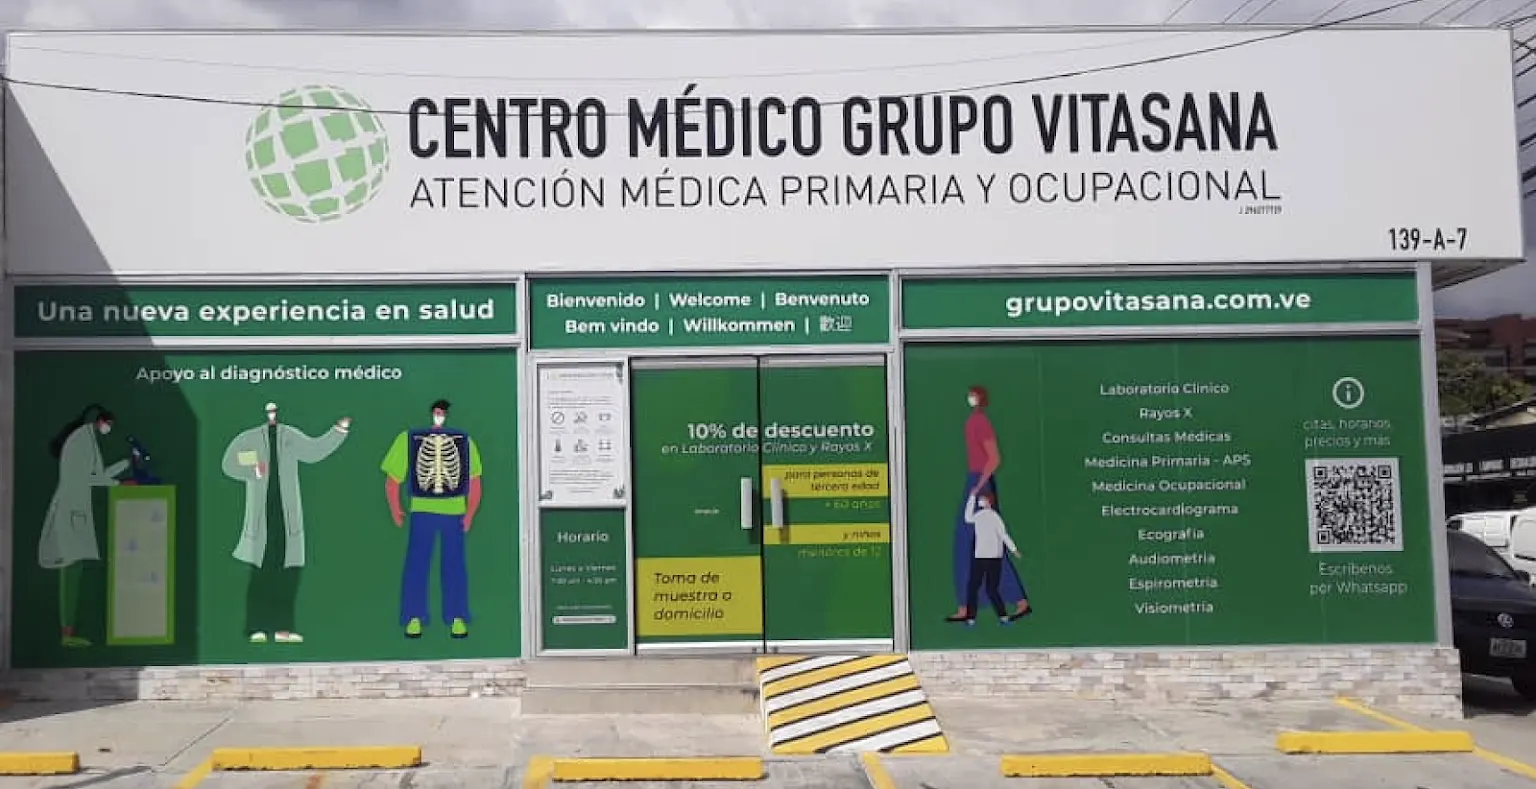 CENTRO MÉDICO GRUPO VITASANA
ATENCIÓN MÉDICA PRIMARIA Y OCUPACIONAL
139-A-7
Una nueva experiencia en salud
Bienvenido | Welcome | Benvenuto
Bem vindo | Willkommen | 歡迎
grupovitasana.com.ve
Apoyo al diagnóstico médico
Horario
Lunes a Viernes
10% de descuento
en Laboratorio Clínico y Rayos X
para personas de
tercera edad
+ 60 años
y niños
menores de 12
Toma de
muestra a
domicilio
Laboratorio Clínico
Rayos X
Consultas Médicas
Medicina Primaria - APS
Medicina Ocupacional
Electrocardiograma
Ecografía
Audiometría
Espirometría
Visiometría
citas, horarios,
precios y más
Escríbenos
por Whatsapp